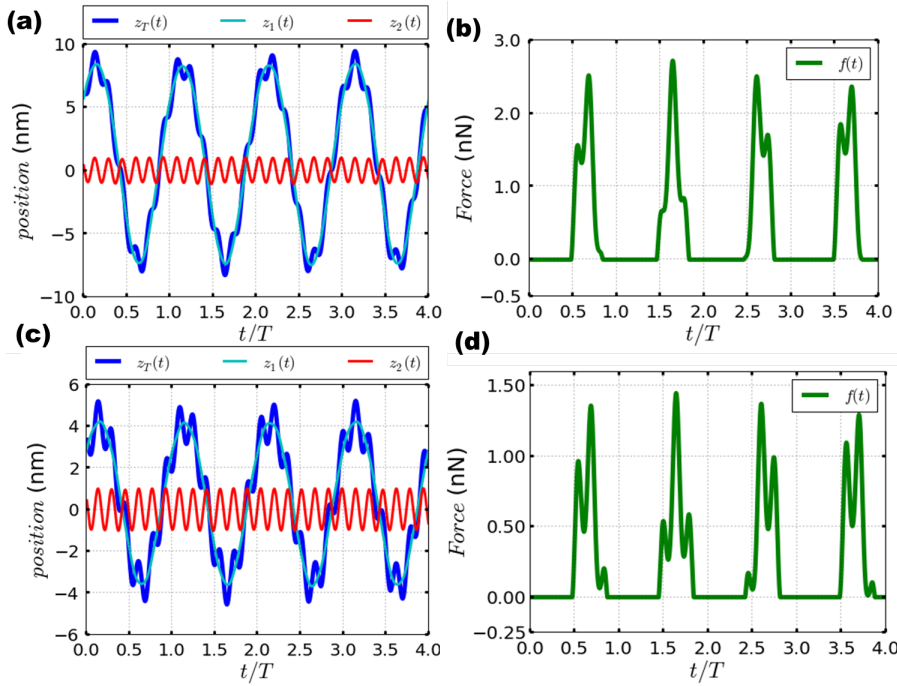 (a)
z_T(t) z_1(t) z_2(t)
10
5
0
−5
−10
position (nm)
0.0 0.5 1.0 1.5 2.0 2.5 3.0 3.5 4.0
t/T
(b)
f(t)
3.0
2.0
1.0
0.0
−0.5
Force (nN)
0.0 0.5 1.0 1.5 2.0 2.5 3.0 3.5 4.0
t/T
(c)
z_T(t) z_1(t) z_2(t)
6
4
2
0
−2
−4
−6
position (nm)
0.0 0.5 1.0 1.5 2.0 2.5 3.0 3.5 4.0
t/T
(d)
f(t)
1.50
1.00
0.50
0.00
−0.25
Force (nN)
0.0 0.5 1.0 1.5 2.0 2.5 3.0 3.5 4.0
t/T